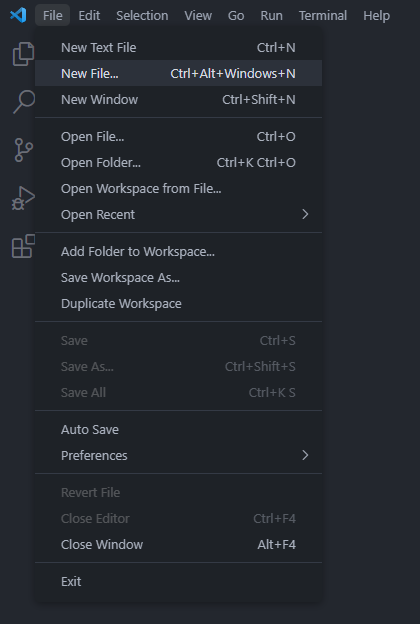 File Edit Selection View Go Run Terminal Help
New Text File Ctrl+N
New File... Ctrl+Alt+Windows+N
New Window Ctrl+Shift+N
Open File... Ctrl+O
Open Folder... Ctrl+K Ctrl+O
Open Workspace from File...
Open Recent
Add Folder to Workspace...
Save Workspace As...
Duplicate Workspace
Save Ctrl+S
Save As... Ctrl+Shift+S
Save All Ctrl+K S
Auto Save
Preferences
Revert File
Close Editor Ctrl+F4
Close Window Alt+F4
Exit